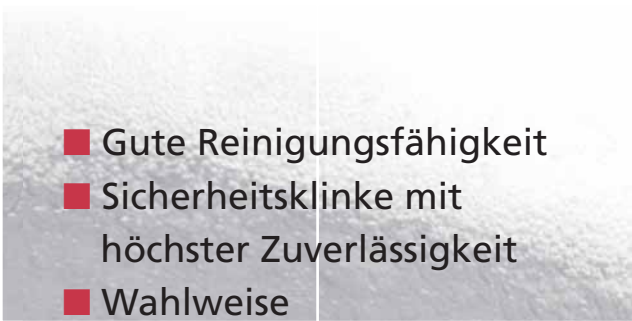 ■ Gute Reinigungsfähigkeit
■ Sicherheitsklinke mit
höchster Zuverlässigkeit
■ Wahlweise